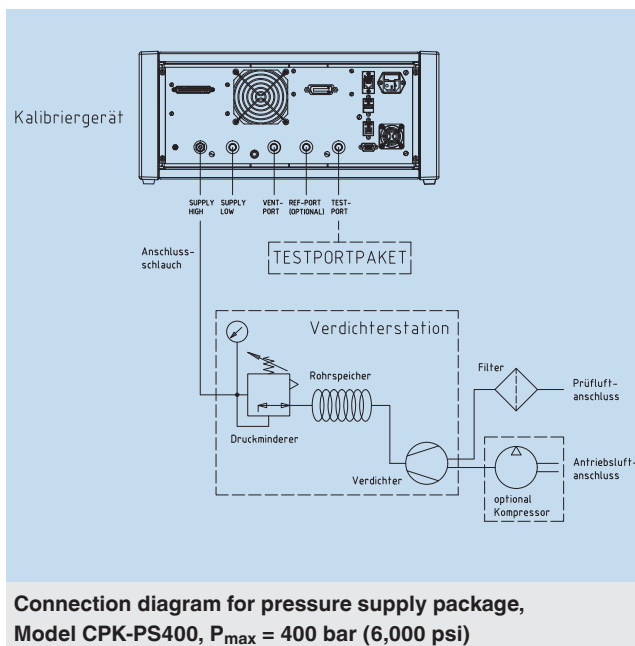 Kalibriergerät
SUPPLY HIGH
SUPPLY LOW
VENT-
PORT
REF-PORT
(OPTIONAL)
TEST-
PORT
Anschluss-
schlauch
TESTPORTPAKET
Verdichterstation
Rohrspeicher
Druckminderer
Verdichter
Filter
Prüfluft-
anschluss
Antriebsluft-
anschluss
optional
Kompressor
Connection diagram for pressure supply package,
Model CPK-PS400, Pmax = 400 bar (6,000 psi)